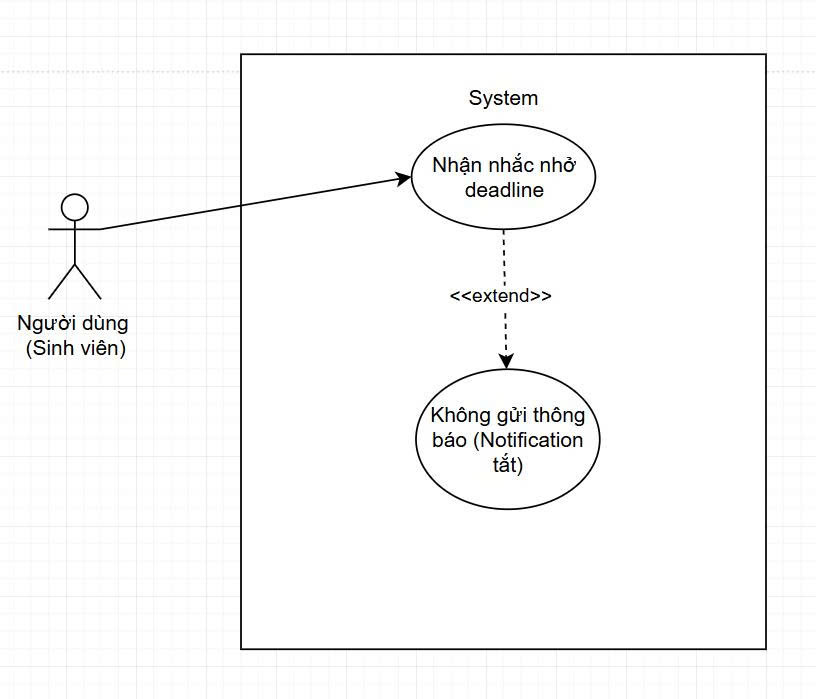 System
Nhận nhắc nhở
deadline
<<extend>>
Người dùng
(Sinh viên)
Không gửi thông
báo (Notification
tắt)